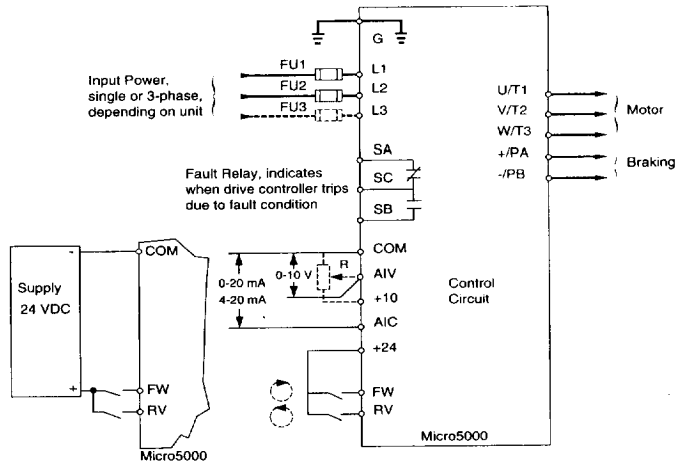 G
FU1
L1
FU2
L2
FU3
L3
Input Power,
single or 3-phase,
depending on unit
U/T1
V/T2
W/T3
Motor
+/PA
-/PB
Braking
SA
SC
SB
Fault Relay, indicates
when drive controller trips
due to fault condition
COM
AIV
+10
AIC
+24
FW
RV
0-20 mA
4-20 mA
0-10 V
R
Control
Circuit
Micro5000
-
COM
Supply
24 VDC
+
FW
RV
Micro5000